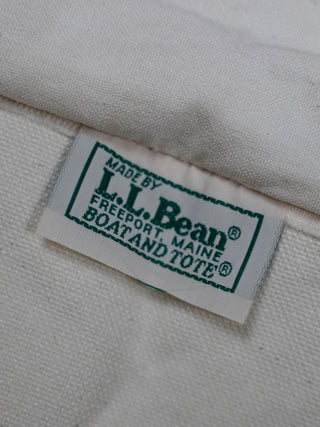 MADE BY
L.L.Bean®
FREEPORT, MAINE
BOAT AND TOTE®